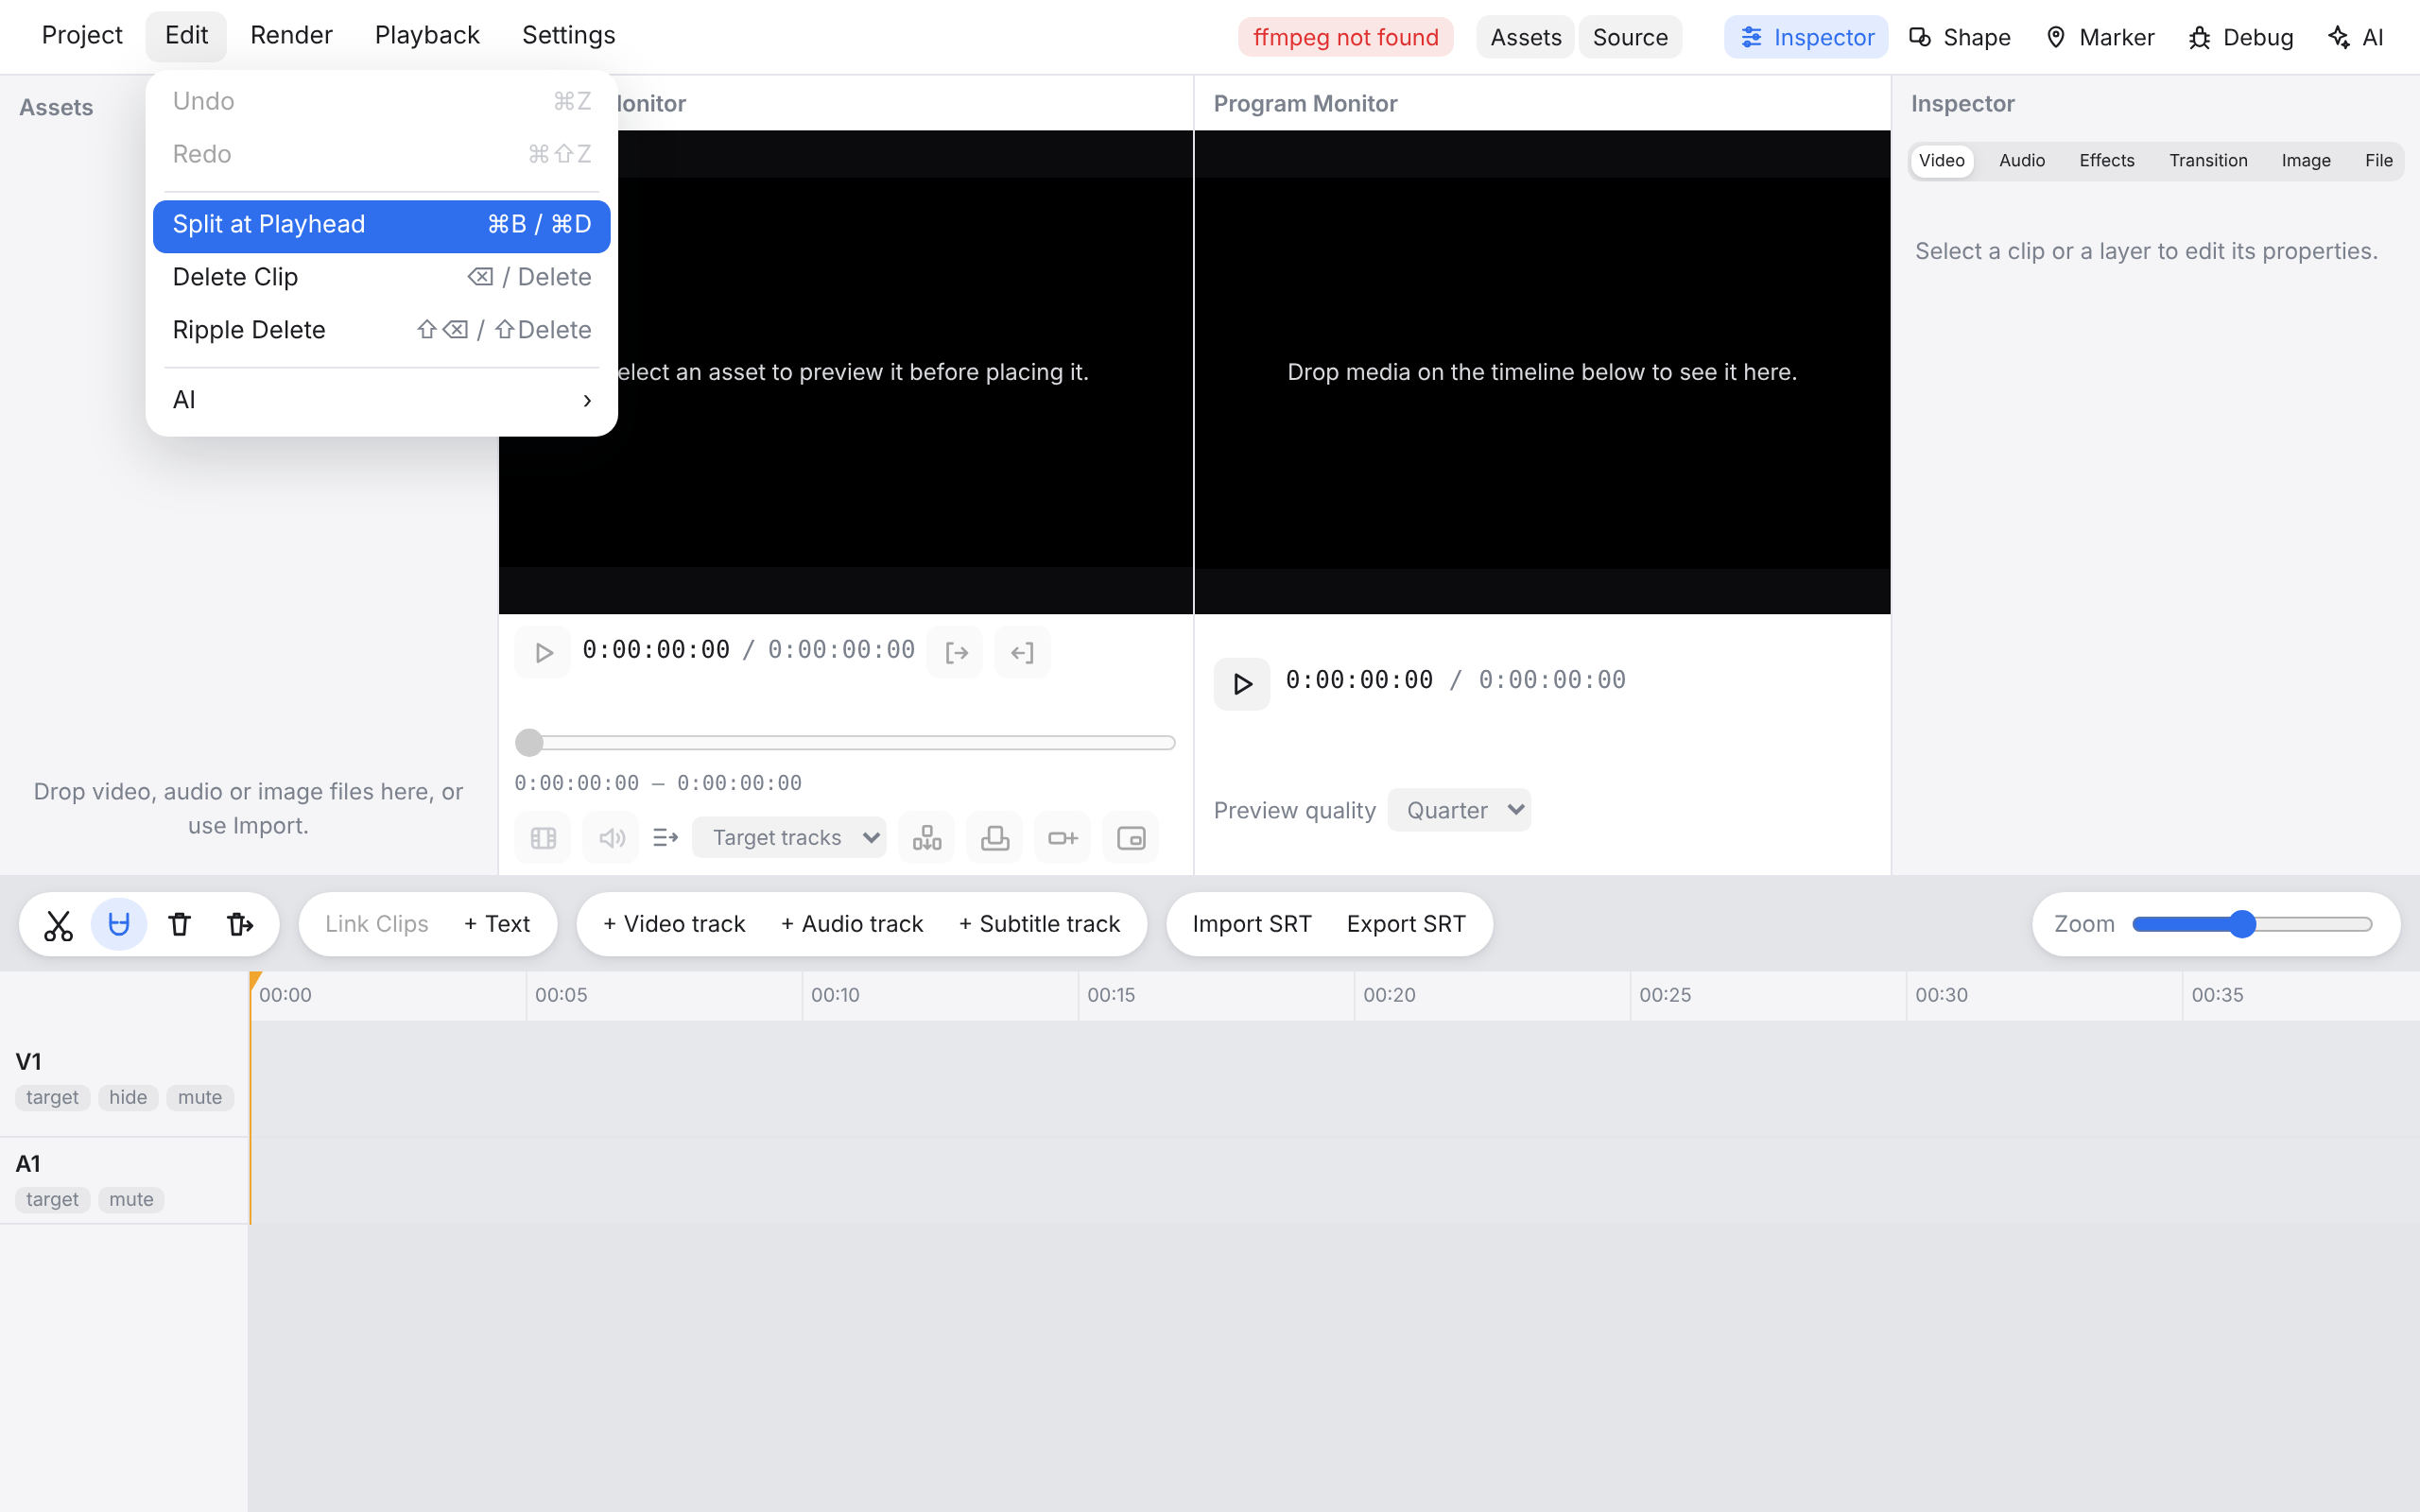 Project Edit Render Playback Settings ffmpeg not found Assets Source Inspector Shape Marker Debug AI
Assets
Undo ⌘Z
Redo ⌘⇧Z
Split at Playhead ⌘B / ⌘D
Delete Clip ⌫ / Delete
Ripple Delete ⇧⌫ / ⇧Delete
AI ›
Program Monitor
Inspector
Video Audio Effects Transition Image File
Select a clip or a layer to edit its properties.
an asset to preview it before placing it.
Drop media on the timeline below to see it here.
Drop video, audio or image files here, or
use Import.
0:00:00:00 / 0:00:00:00
0:00:00:00 – 0:00:00:00
Target tracks
0:00:00:00 / 0:00:00:00
Preview quality Quarter
Link Clips + Text + Video track + Audio track + Subtitle track Import SRT Export SRT Zoom
00:00 00:05 00:10 00:15 00:20 00:25 00:30 00:35
V1
target hide mute
A1
target mute